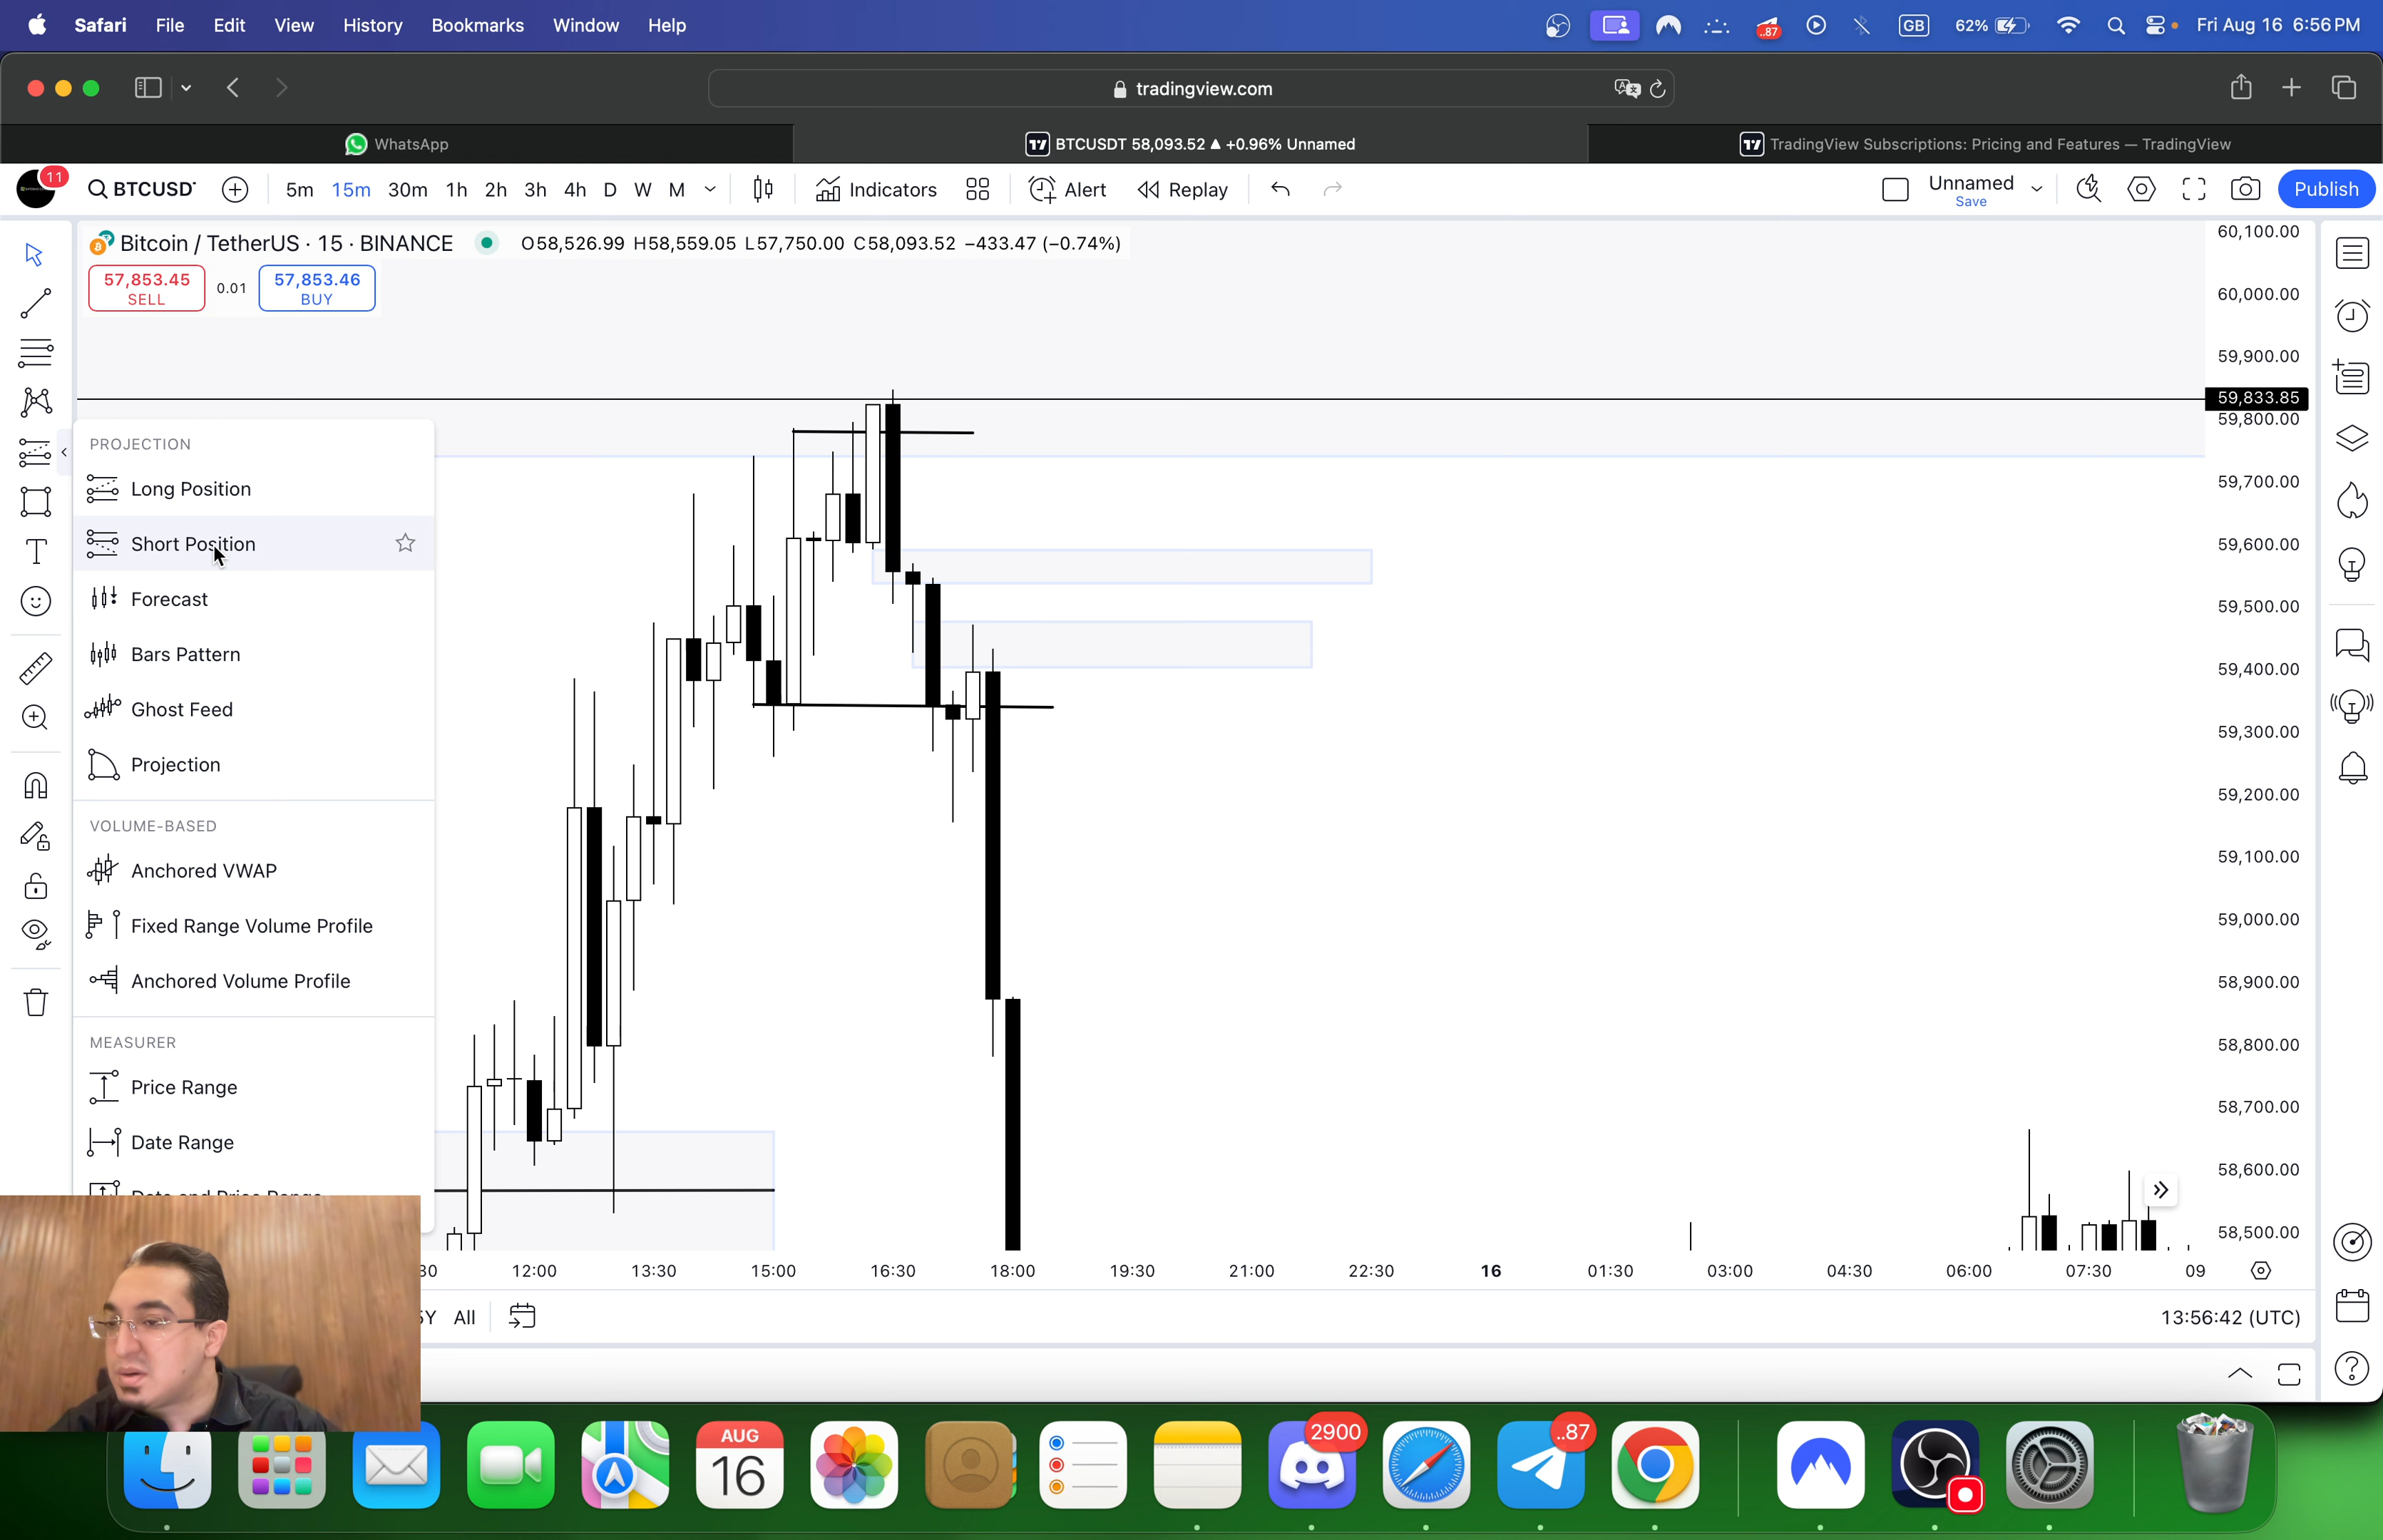 Safari File Edit View History Bookmarks Window Help ..87 GB 62% Fri Aug 16 6:56 PM
tradingview.com
WhatsApp
BTCUSDT 58,093.52 ▲ +0.96% Unnamed
TradingView Subscriptions: Pricing and Features — TradingView
11 BTCUSD 5m 15m 30m 1h 2h 3h 4h D W M Indicators Alert Replay Unnamed Publish
Save
Bitcoin / TetherUS · 15 · BINANCE O58,526.99 H58,559.05 L57,750.00 C58,093.52 −433.47 (−0.74%)
57,853.45 0.01 57,853.46
SELL BUY
60,100.00
60,000.00
59,900.00
59,833.85
59,800.00
59,700.00
59,600.00
59,500.00
59,400.00
59,300.00
59,200.00
59,100.00
59,000.00
58,900.00
58,800.00
58,700.00
58,600.00
58,500.00
PROJECTION
Long Position
Short Position
Forecast
Bars Pattern
Ghost Feed
Projection
VOLUME-BASED
Anchored VWAP
Fixed Range Volume Profile
Anchored Volume Profile
MEASURER
Price Range
Date Range
Date and Price Range
30 12:00 13:30 15:00 16:30 18:00 19:30 21:00 22:30 16 01:30 03:00 04:30 06:00 07:30 09
5Y All 13:56:42 (UTC)
AUG
16
2900
..87